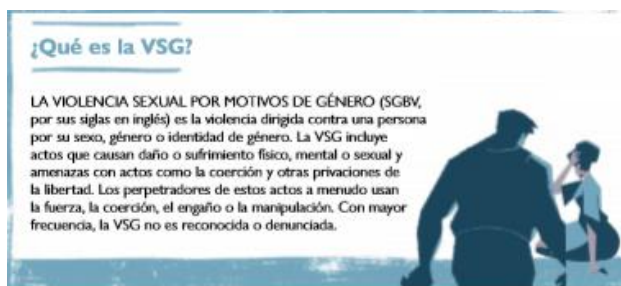 ¿Qué es la VSG?
LA VIOLENCIA SEXUAL POR MOTIVOS DE GÉNERO (SGBV,
por sus siglas en inglés) es la violencia dirigida contra una persona
por su sexo, género o identidad de género. La VSG incluye
actos que causan daño o sufrimiento físico, mental o sexual y
amenazas con actos como la coerción y otras privaciones de
la libertad. Los perpetradores de estos actos a menudo usan
la fuerza, la coerción, el engaño o la manipulación. Con mayor
frecuencia, la VSG no es reconocida o denunciada.